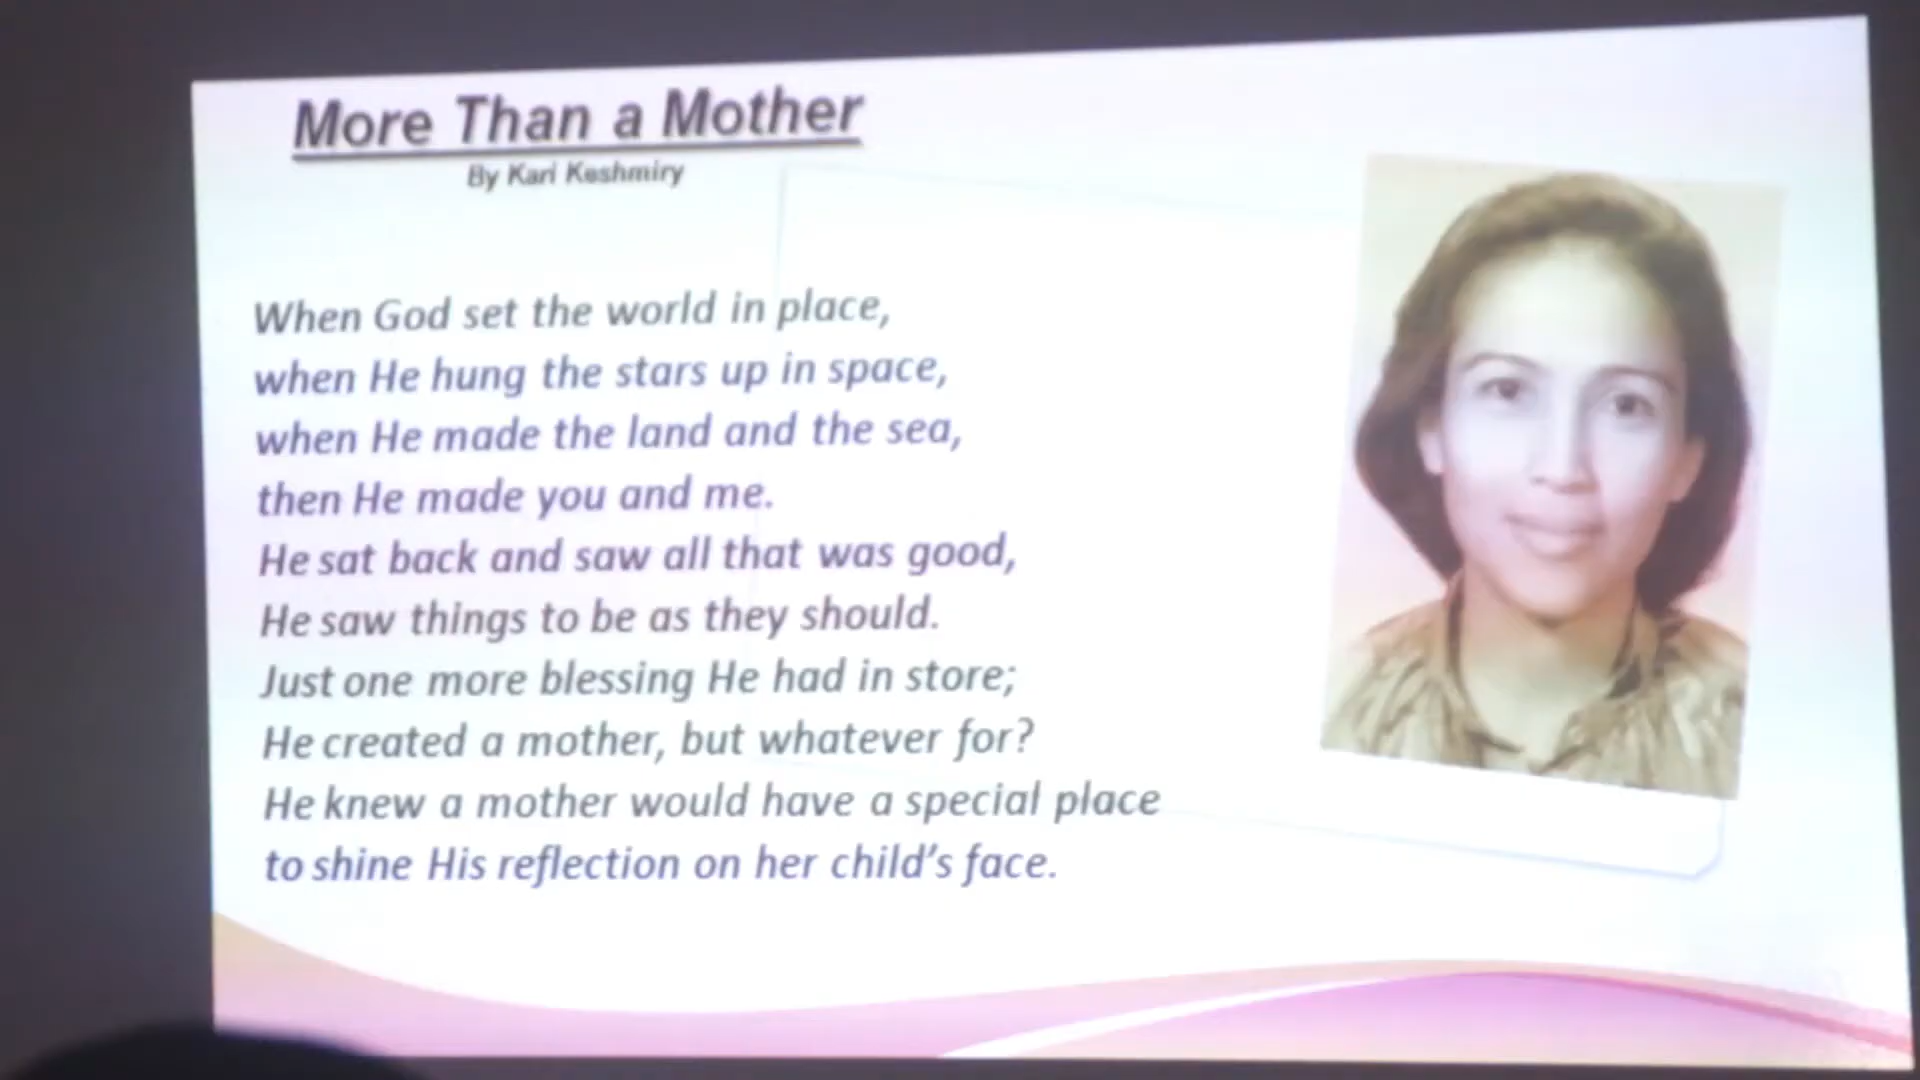 More Than a Mother
By Kari Keshmiry
When God set the world in place,
when He hung the stars up in space,
when He made the land and the sea,
then He made you and me.
He sat back and saw all that was good,
He saw things to be as they should.
Just one more blessing He had in store;
He created a mother, but whatever for?
He knew a mother would have a special place
to shine His reflection on her child’s face.